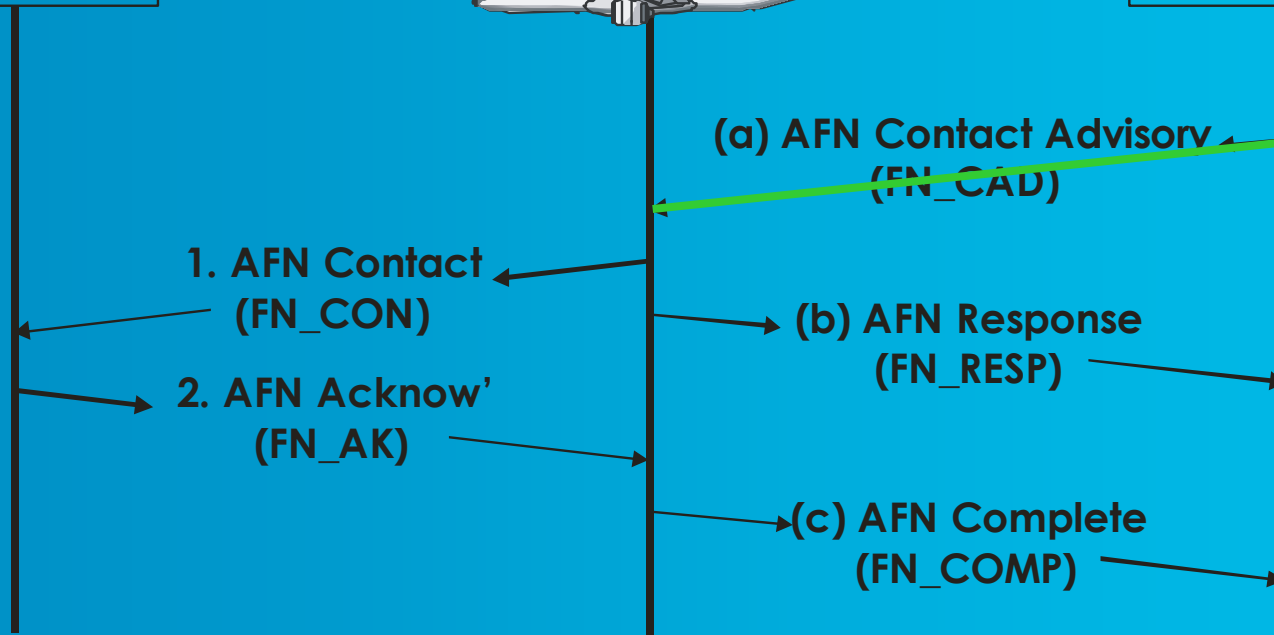 (a) AFN Contact Advisory
(FN_CAD)
1. AFN Contact
(FN_CON)
(b) AFN Response
(FN_RESP)
2. AFN Acknow’
(FN_AK)
(c) AFN Complete
(FN_COMP)